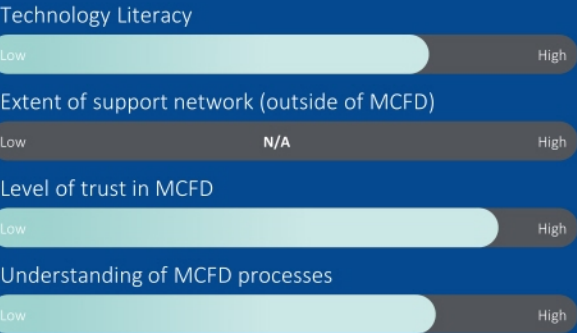 Technology Literacy
Low High
Extent of support network (outside of MCFD)
Low N/A High
Level of trust in MCFD
Low High
Understanding of MCFD processes
Low High